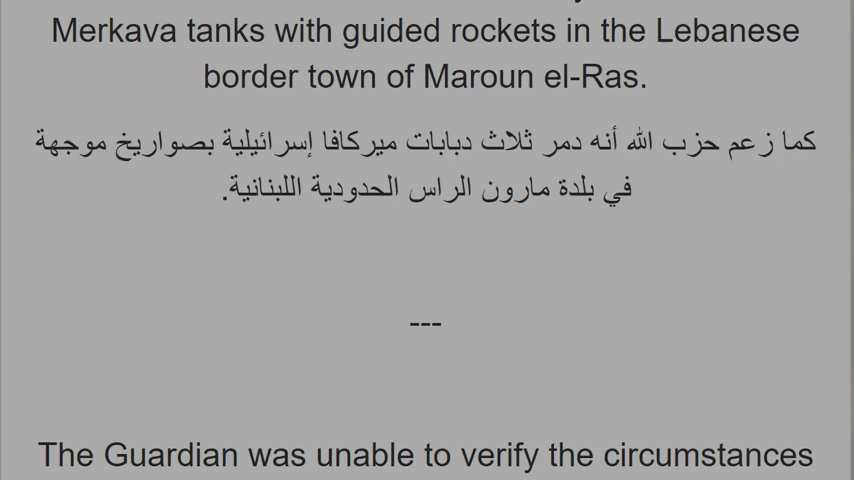 Merkava tanks with guided rockets in the Lebanese
border town of Maroun el-Ras.
كما زعم حزب الله أنه دمر ثلاث دبابات ميركافا إسرائيلية بصواريخ موجهة
في بلدة مارون الراس الحدودية اللبنانية.
---
The Guardian was unable to verify the circumstances